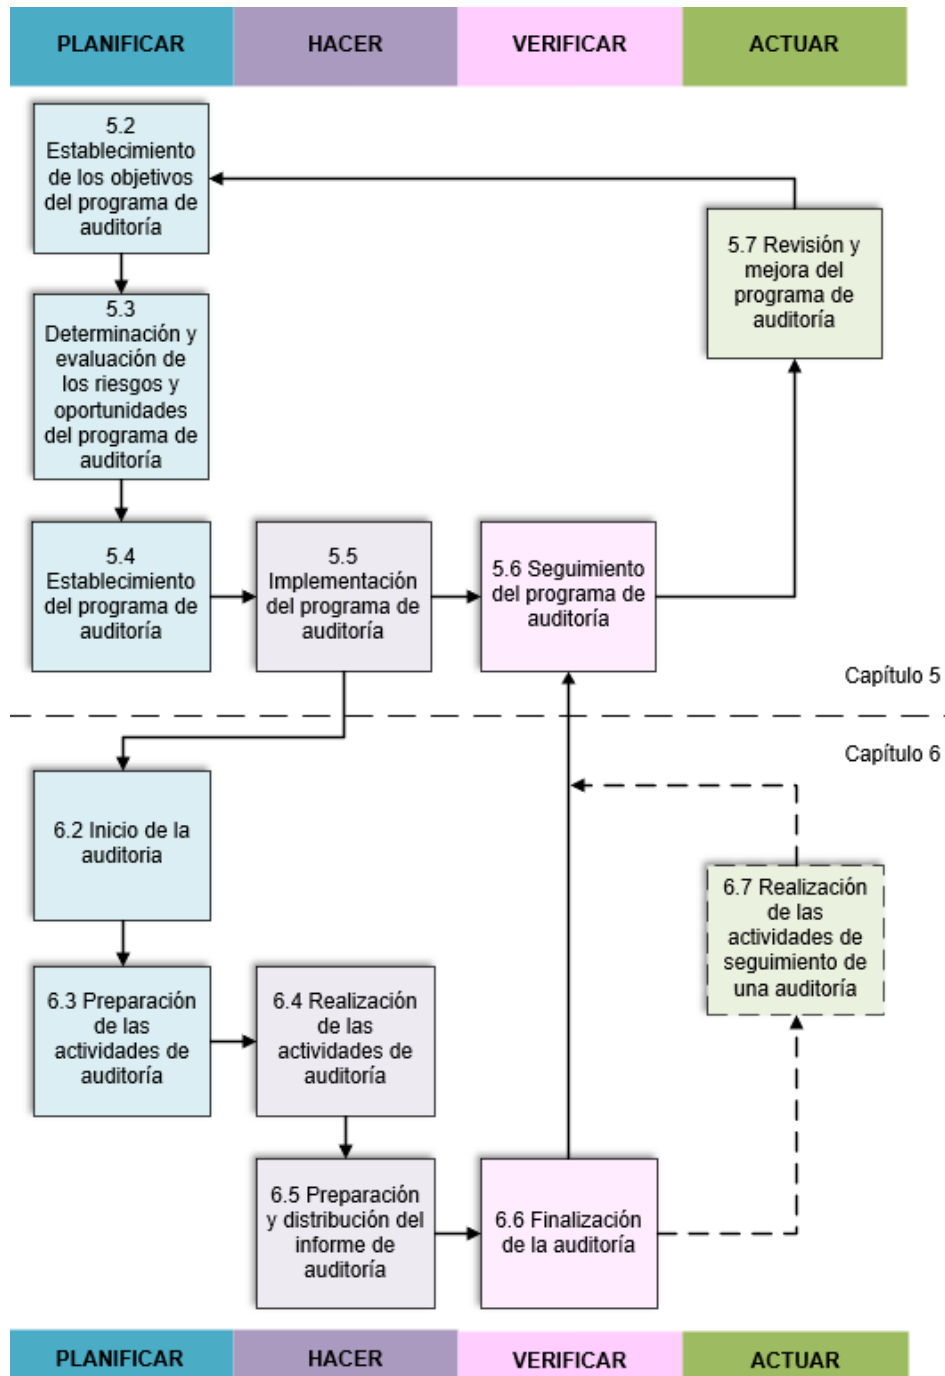 PLANIFICAR
HACER
VERIFICAR
ACTUAR
5.2
Establecimiento
de los objetivos
del programa de
auditoría
5.7 Revisión y
mejora del
programa de
auditoría
5.3
Determinación y
evaluación de
los riesgos y
oportunidades
del programa de
auditoría
5.4
Establecimiento
del programa de
auditoría
5.5
Implementación
del programa de
auditoría
5.6 Seguimiento
del programa de
auditoría
Capítulo 5
Capítulo 6
6.2 Inicio de la
auditoria
6.7 Realización
de las
actividades de
seguimiento de
una auditoría
6.3 Preparación
de las
actividades de
auditoría
6.4 Realización
de las
actividades de
auditoría
6.5 Preparación
y distribución del
informe de
auditoría
6.6 Finalización
de la auditoría
PLANIFICAR
HACER
VERIFICAR
ACTUAR